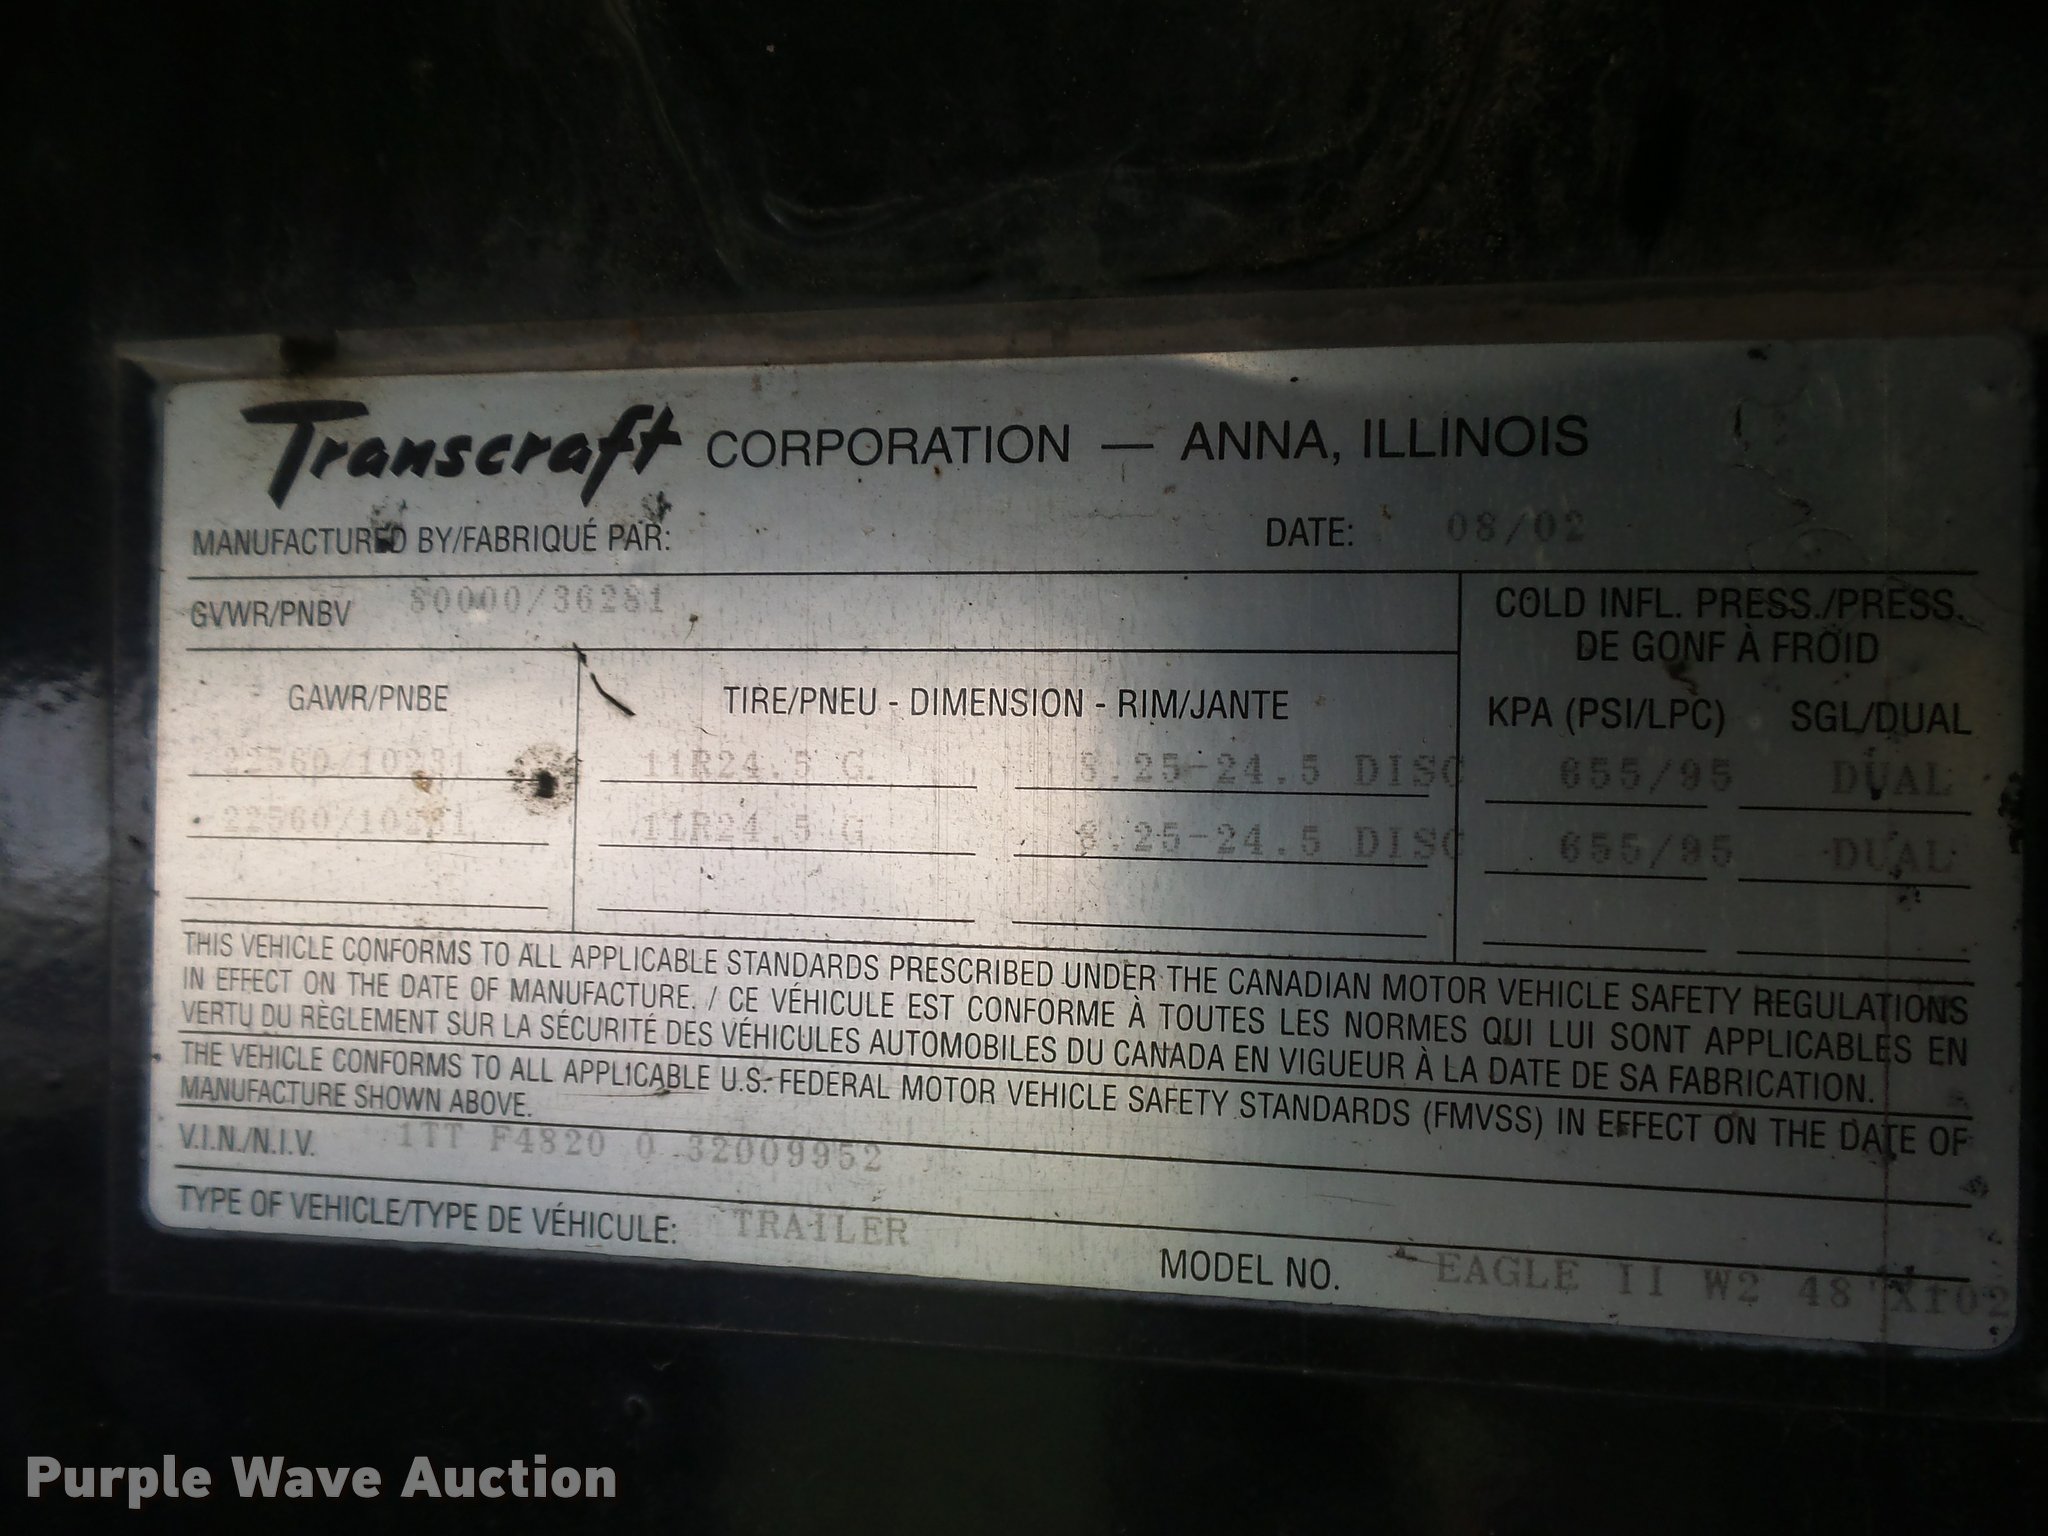 Transcraft CORPORATION — ANNA, ILLINOIS
MANUFACTURED BY/FABRIQUÉ PAR: DATE: 08/02
GVWR/PNBV 80000/36281
COLD INFL. PRESS./PRESS.
DE GONF À FROID
GAWR/PNBE TIRE/PNEU - DIMENSION - RIM/JANTE KPA (PSI/LPC) SGL/DUAL
22560/10231 11R24.5 G 8.25-24.5 DISC 655/95 DUAL
22560/10231 11R24.5 G 8.25-24.5 DISC 655/95 DUAL
THIS VEHICLE CONFORMS TO ALL APPLICABLE STANDARDS PRESCRIBED UNDER THE CANADIAN MOTOR VEHICLE SAFETY REGULATIONS
IN EFFECT ON THE DATE OF MANUFACTURE. / CE VÉHICULE EST CONFORME À TOUTES LES NORMES QUI LUI SONT APPLICABLES EN
VERTU DU RÈGLEMENT SUR LA SÉCURITÉ DES VÉHICULES AUTOMOBILES DU CANADA EN VIGUEUR À LA DATE DE SA FABRICATION.
THE VEHICLE CONFORMS TO ALL APPLICABLE U.S. FEDERAL MOTOR VEHICLE SAFETY STANDARDS (FMVSS) IN EFFECT ON THE DATE OF
MANUFACTURE SHOWN ABOVE.
V.I.N./N.I.V. 1TT F4820 0 32009952
TYPE OF VEHICLE/TYPE DE VÉHICULE: TRAILER
MODEL NO. EAGLE II W2 48'X102
Purple Wave Auction